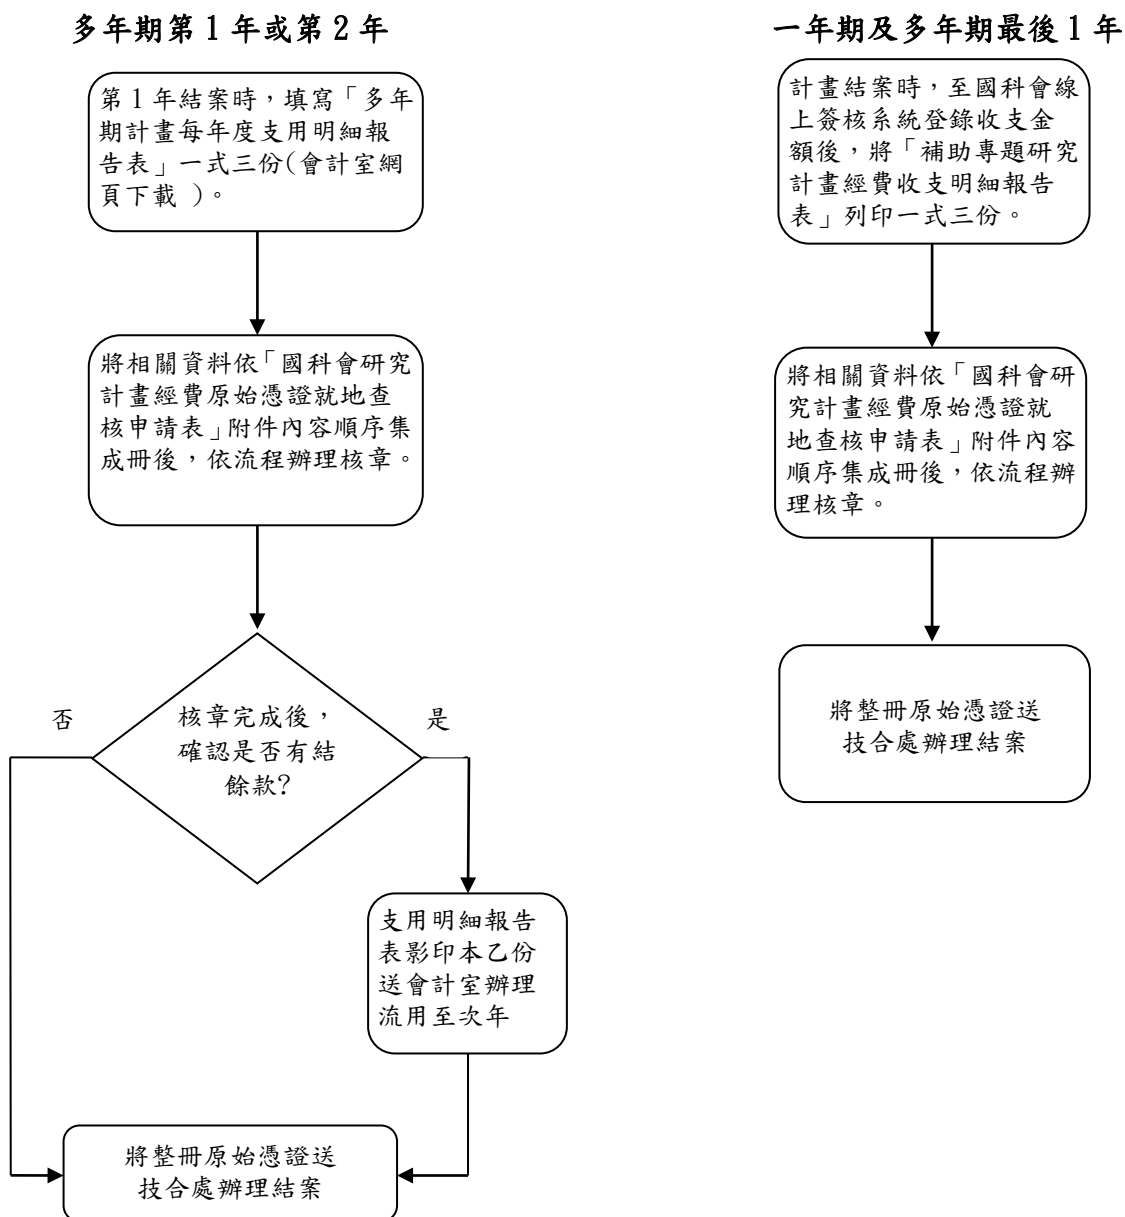 多年期第1年或第2年
第1年結案時，填寫「多年
期計畫每年度支用明細報
告表」一式三份(會計室網
頁下載 )。
將相關資料依「國科會研究
計畫經費原始憑證就地查
核申請表」附件內容順序集
成冊後，依流程辦理核章。
否
核章完成後，
確認是否有結
餘款?
是
支用明細報告
表影印本乙份
送會計室辦理
流用至次年
將整冊原始憑證送
技合處辦理結案
一年期及多年期最後1年
計畫結案時，至國科會線
上簽核系統登錄收支金
額後，將「補助專題研究
計畫經費收支明細報告
表」列印一式三份。
將相關資料依「國科會研
究計畫經費原始憑證就
地查核申請表」附件內容
順序集成冊後，依流程辦
理核章。
將整冊原始憑證送
技合處辦理結案